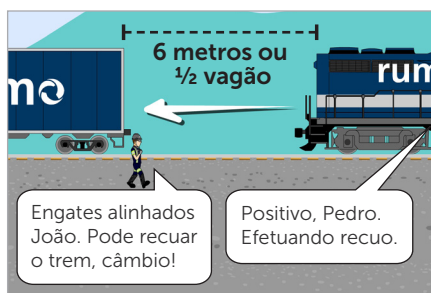 6 metros ou
½ vagão
mo
rum
Engates alinhados
João. Pode recuar
o trem, câmbio!
Positivo, Pedro.
Efetuando recuo.